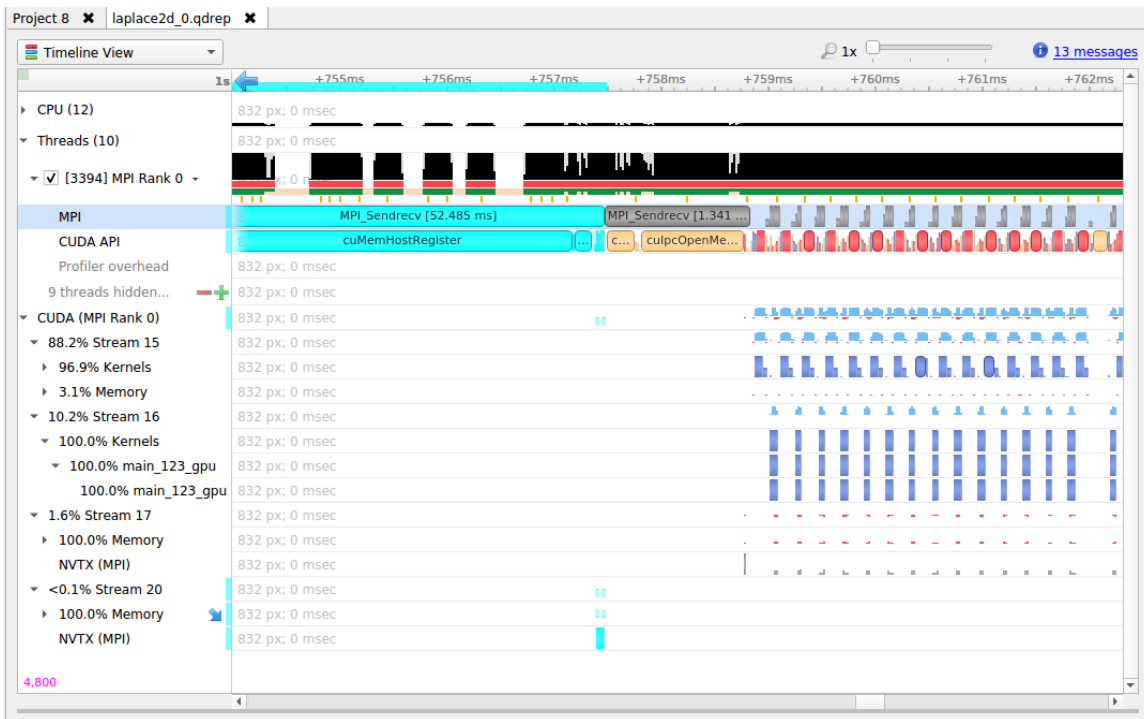 Project 8 ✖ laplace2d_0.qdrep ✖
Timeline View 1x 13 messages
1s +755ms +756ms +757ms +758ms +759ms +760ms +761ms +762ms
CPU (12) 832 px; 0 msec
Threads (10) 832 px; 0 msec
[3394] MPI Rank 0
MPI MPI_Sendrecv [52.485 ms] MPI_Sendrecv [1.341 ...
CUDA API cuMemHostRegister ... c... cuIpcOpenMe...
Profiler overhead 832 px; 0 msec
9 threads hidden... 832 px; 0 msec
CUDA (MPI Rank 0) 832 px; 0 msec
88.2% Stream 15 832 px; 0 msec
96.9% Kernels 832 px; 0 msec
3.1% Memory 832 px; 0 msec
10.2% Stream 16 832 px; 0 msec
100.0% Kernels 832 px; 0 msec
100.0% main_123_gpu 832 px; 0 msec
100.0% main_123_gpu 832 px; 0 msec
1.6% Stream 17 832 px; 0 msec
100.0% Memory 832 px; 0 msec
NVTX (MPI) 832 px; 0 msec
<0.1% Stream 20 832 px; 0 msec
100.0% Memory 832 px; 0 msec
NVTX (MPI) 832 px; 0 msec
4,800